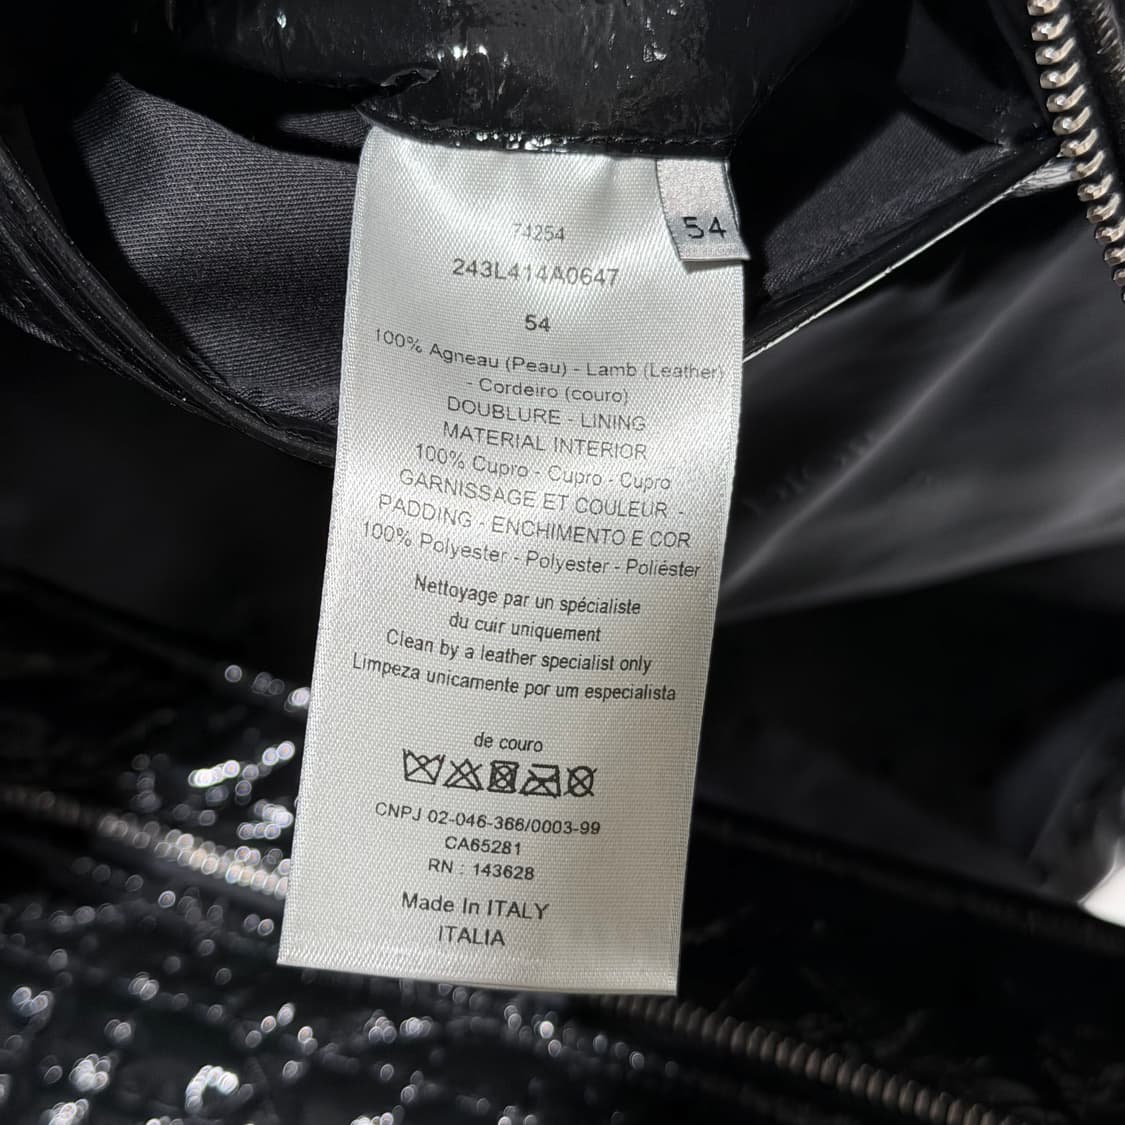 54
74254
243L414A0647
54
100% Agneau (Peau) - Lamb (Leather)
- Cordeiro (couro)
DOUBLURE - LINING
MATERIAL INTERIOR
100% Cupro - Cupro - Cupro
GARNISSAGE ET COULEUR -
PADDING - ENCHIMENTO E COR
100% Polyester - Polyester - Poliéster
Nettoyage par un spécialiste
du cuir uniquement
Clean by a leather specialist only
Limpeza unicamente por um especialista
de couro
CNPJ 02-046-366/0003-99
CA65281
RN : 143628
Made In ITALY
ITALIA